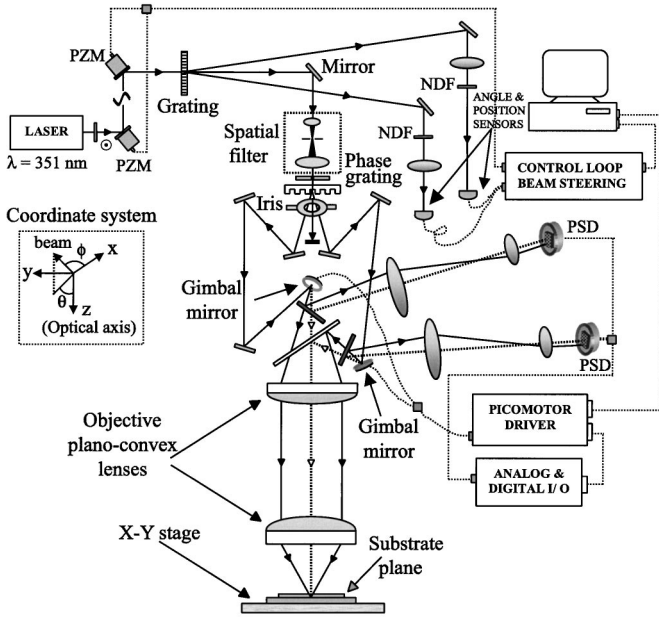 PZM
Mirror
Grating
NDF
ANGLE &
POSITION
SENSORS
LASER
λ = 351 nm
PZM
Spatial
filter
NDF
Phase
grating
CONTROL LOOP
BEAM STEERING
Iris
Coordinate system
beam
ϕ
x
y
θ
z
(Optical axis)
PSD
Gimbal
mirror
PSD
Gimbal
mirror
Objective
plano-convex
lenses
PICOMOTOR
DRIVER
ANALOG &
DIGITAL I/ O
X-Y stage
Substrate
plane